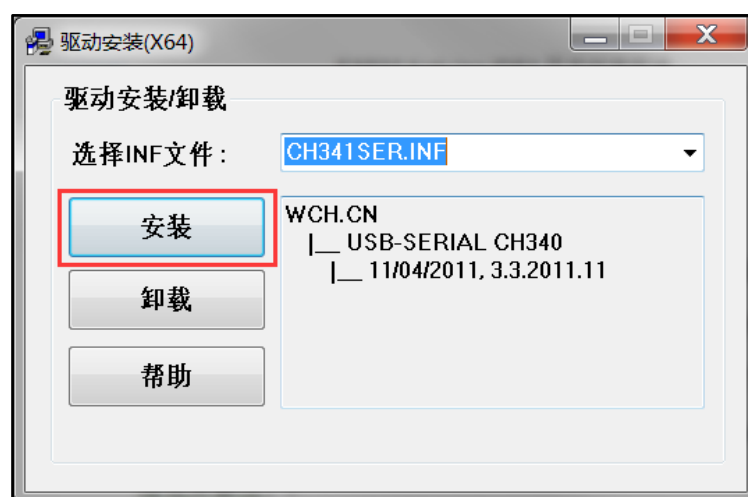 驱动安装(X64)
驱动安装/卸载
选择INF文件:
CH341SER.INF
安装
WCH.CN
|__ USB-SERIAL CH340
|__ 11/04/2011, 3.3.2011.11
卸载
帮助